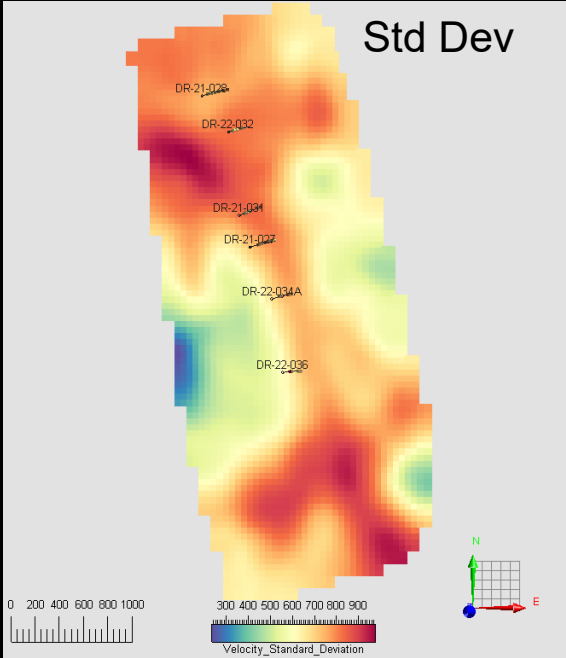 Std Dev
DR-21-028
DR-22-032
DR-21-031
DR-21-027
DR-22-034A
DR-22-036
N
E
0 200 400 600 800 1000
300 400 500 600 700 800 900
Velocity_Standard_Deviation